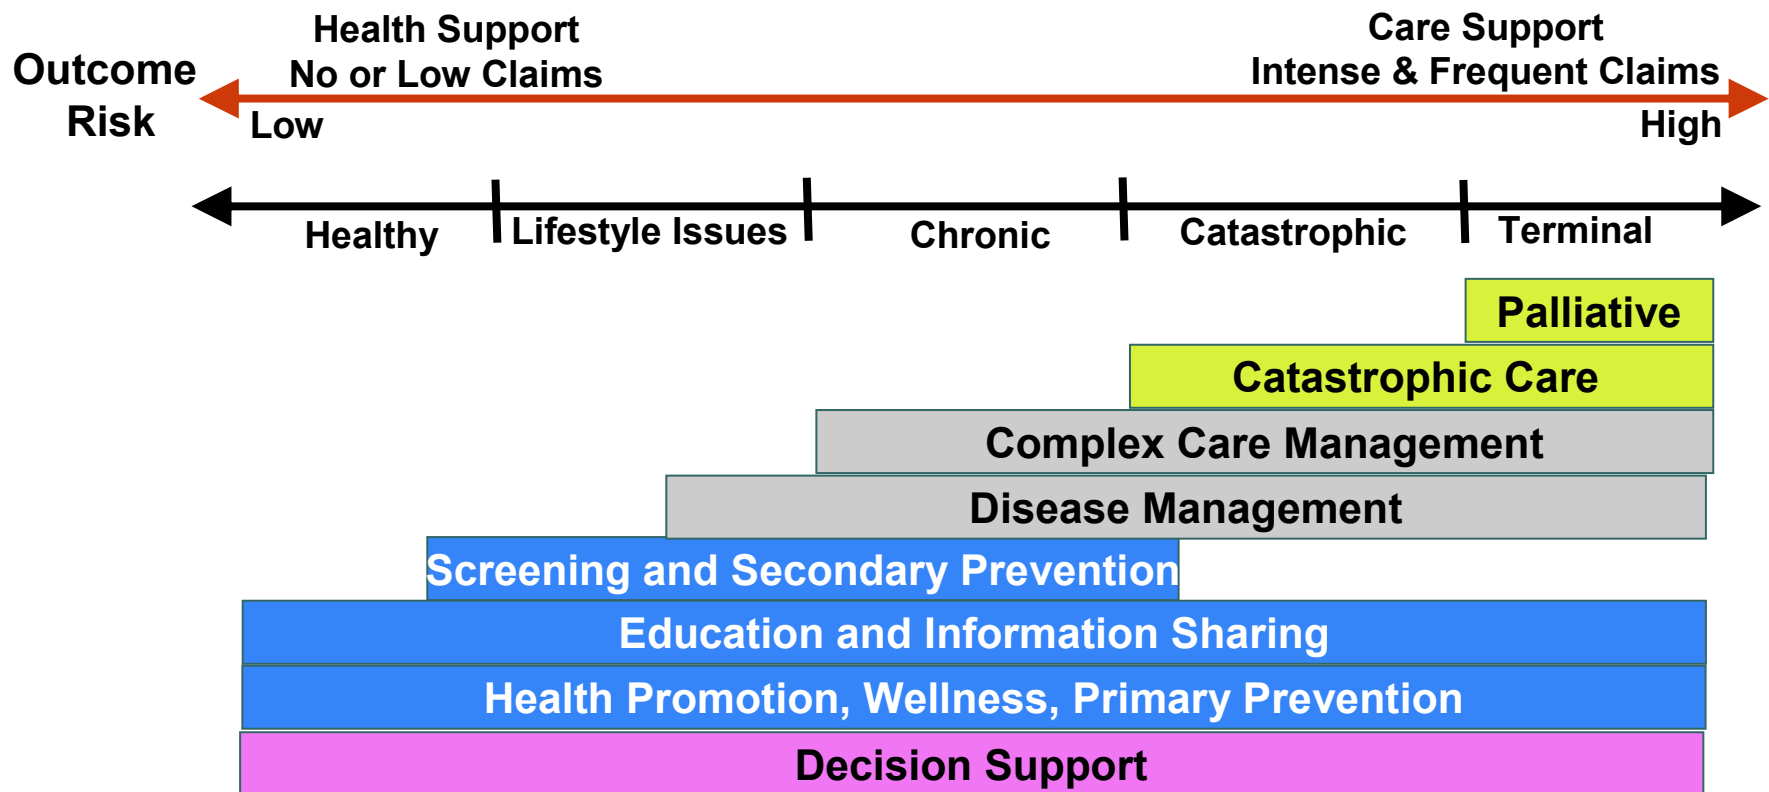 Outcome
Risk
Health Support
No or Low Claims
Care Support
Intense & Frequent Claims
Low
High
Healthy
Lifestyle Issues
Chronic
Catastrophic
Terminal
Palliative
Catastrophic Care
Complex Care Management
Disease Management
Screening and Secondary Prevention
Education and Information Sharing
Health Promotion, Wellness, Primary Prevention
Decision Support